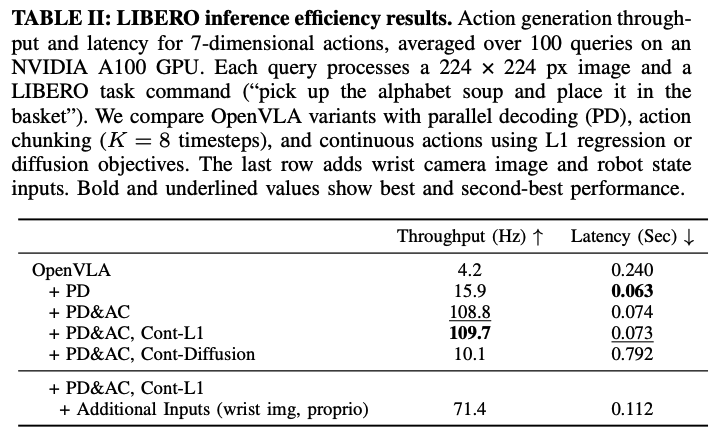 TABLE II: LIBERO inference efficiency results. Action generation through-
put and latency for 7-dimensional actions, averaged over 100 queries on an
NVIDIA A100 GPU. Each query processes a 224 × 224 px image and a
LIBERO task command (“pick up the alphabet soup and place it in the
basket”). We compare OpenVLA variants with parallel decoding (PD), action
chunking (K = 8 timesteps), and continuous actions using L1 regression or
diffusion objectives. The last row adds wrist camera image and robot state
inputs. Bold and underlined values show best and second-best performance.
Throughput (Hz) ↑ Latency (Sec) ↓
OpenVLA 4.2 0.240
+ PD 15.9 0.063
+ PD&AC 108.8 0.074
+ PD&AC, Cont-L1 109.7 0.073
+ PD&AC, Cont-Diffusion 10.1 0.792
+ PD&AC, Cont-L1
+ Additional Inputs (wrist img, proprio) 71.4 0.112